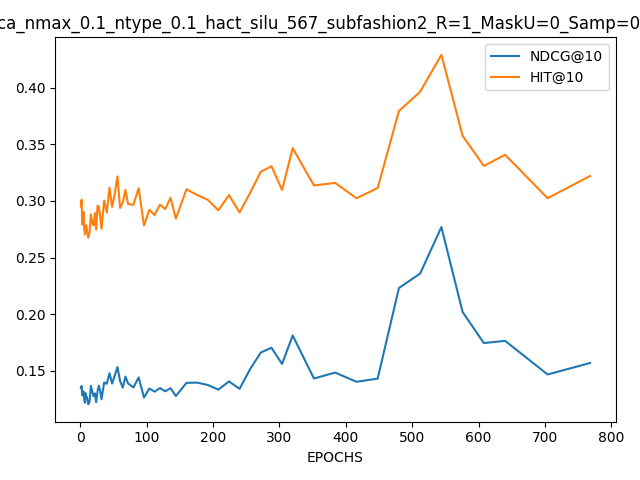 ca_nmax_0.1_ntype_0.1_hact_silu_567_subfashion2_R=1_MaskU=0_Samp=0
NDCG@10
HIT@10
0.40
0.35
0.30
0.25
0.20
0.15
0 100 200 300 400 500 600 700 800
EPOCHS